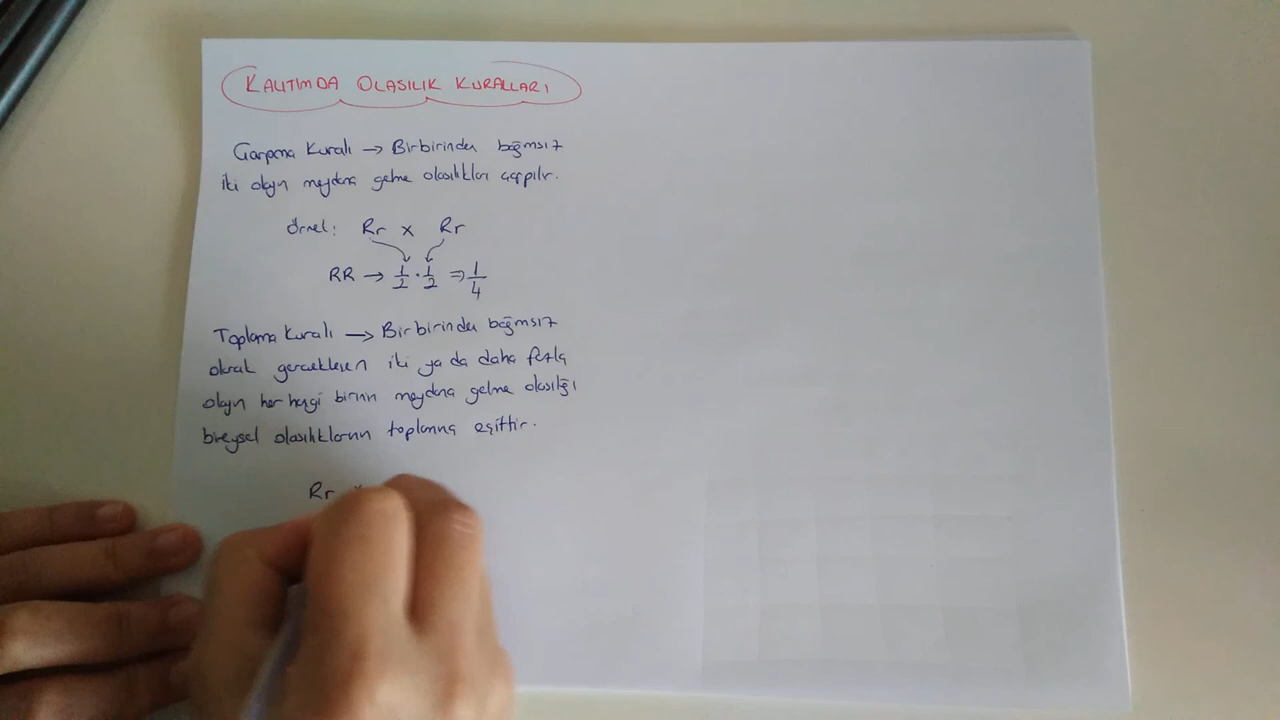 KALITIMDA OLASILIK KURALLARI
Çarpma Kuralı → Birbirinden bağımsız
iki olayın meydana gelme olasılıkları çarpılır.
Örnek: Rr x Rr
RR → 1/2 · 1/2 ⇒ 1/4
Toplama Kuralı → Birbirinden bağımsız
olarak gerçekleşen iki ya da daha fazla
olayın her hangi birinin meydana gelme olasılığı
bireysel olasılıkların toplamına eşittir.
Rr x